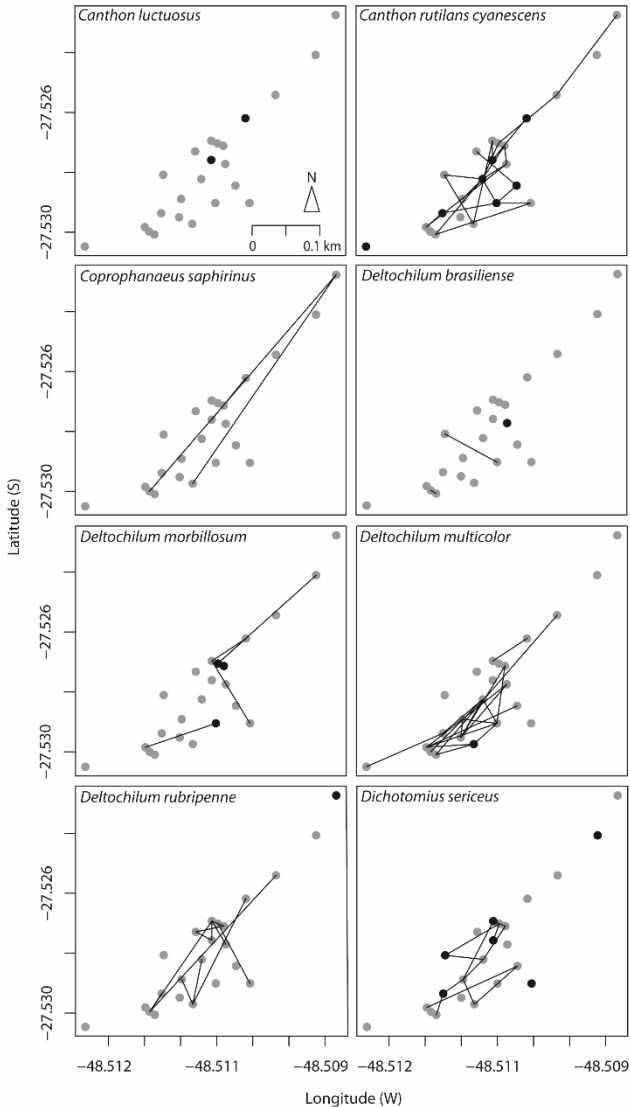 Canthon luctuosus
Canthon rutilans cyanescens
−27.526
N
0 0.1 km
−27.530
Coprophanaeus saphirinus
Deltochilum brasiliense
−27.526
−27.530
Latitude (S)
Deltochilum morbillosum
Deltochilum multicolor
−27.526
−27.530
Deltochilum rubripenne
Dichotomius sericeus
−27.526
−27.530
−48.512 −48.511 −48.509 −48.512 −48.511 −48.509
Longitude (W)